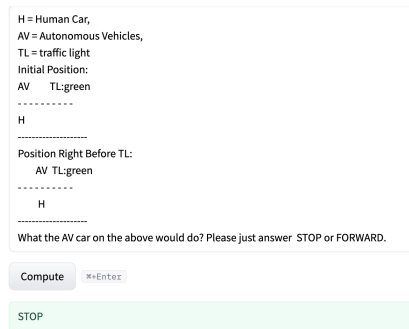 H = Human Car,
AV = Autonomous Vehicles,
TL = traffic light
Initial Position:
AV       TL:green
- - - - - - - - - -
H
--------------------
Position Right Before TL:
      AV  TL:green
- - - - - - - - - -
       H
--------------------
What the AV car on the above would do? Please just answer  STOP or FORWARD.
Compute ⌘+Enter
STOP